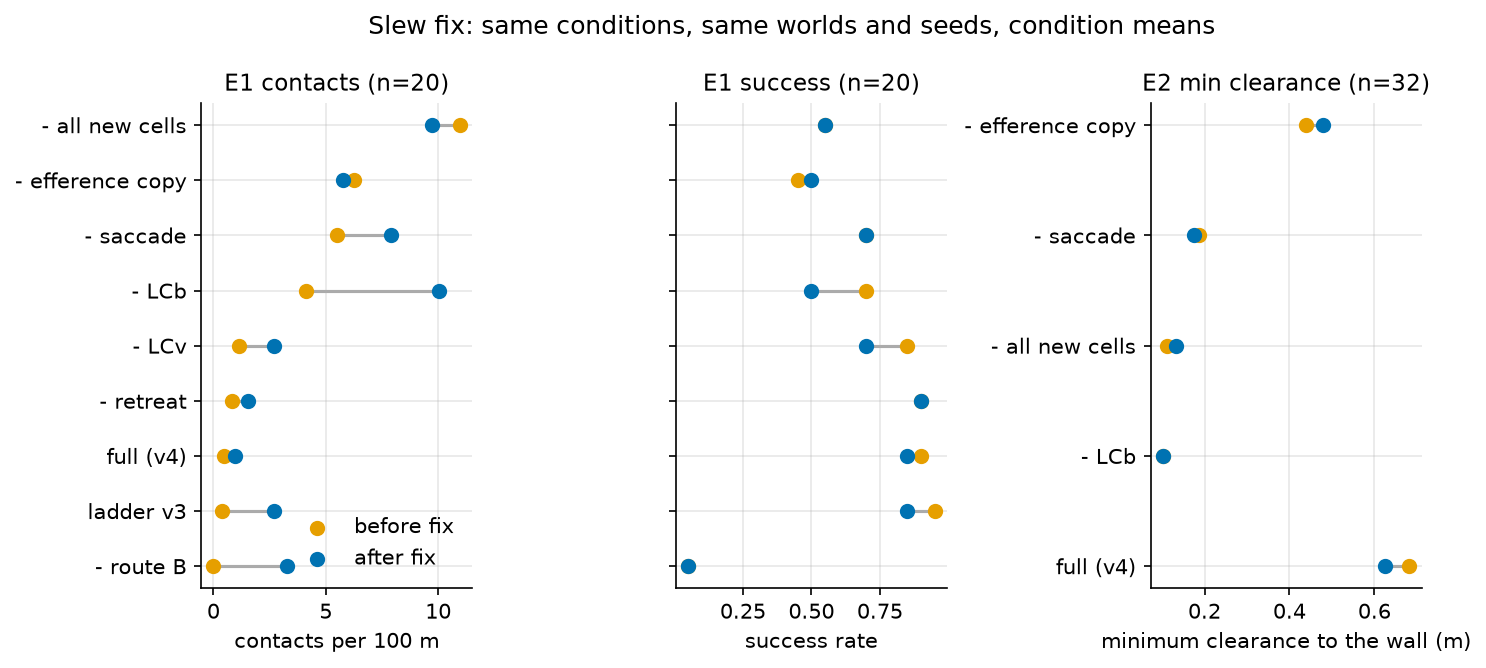 Slew fix: same conditions, same worlds and seeds, condition means
E1 contacts (n=20)
- all new cells
- efference copy
- saccade
- LCb
- LCv
- retreat
full (v4)
ladder v3
- route B
before fix
after fix
0 5 10
contacts per 100 m
E1 success (n=20)
0.25 0.50 0.75
success rate
E2 min clearance (n=32)
- efference copy
- saccade
- all new cells
- LCb
full (v4)
0.2 0.4 0.6
minimum clearance to the wall (m)